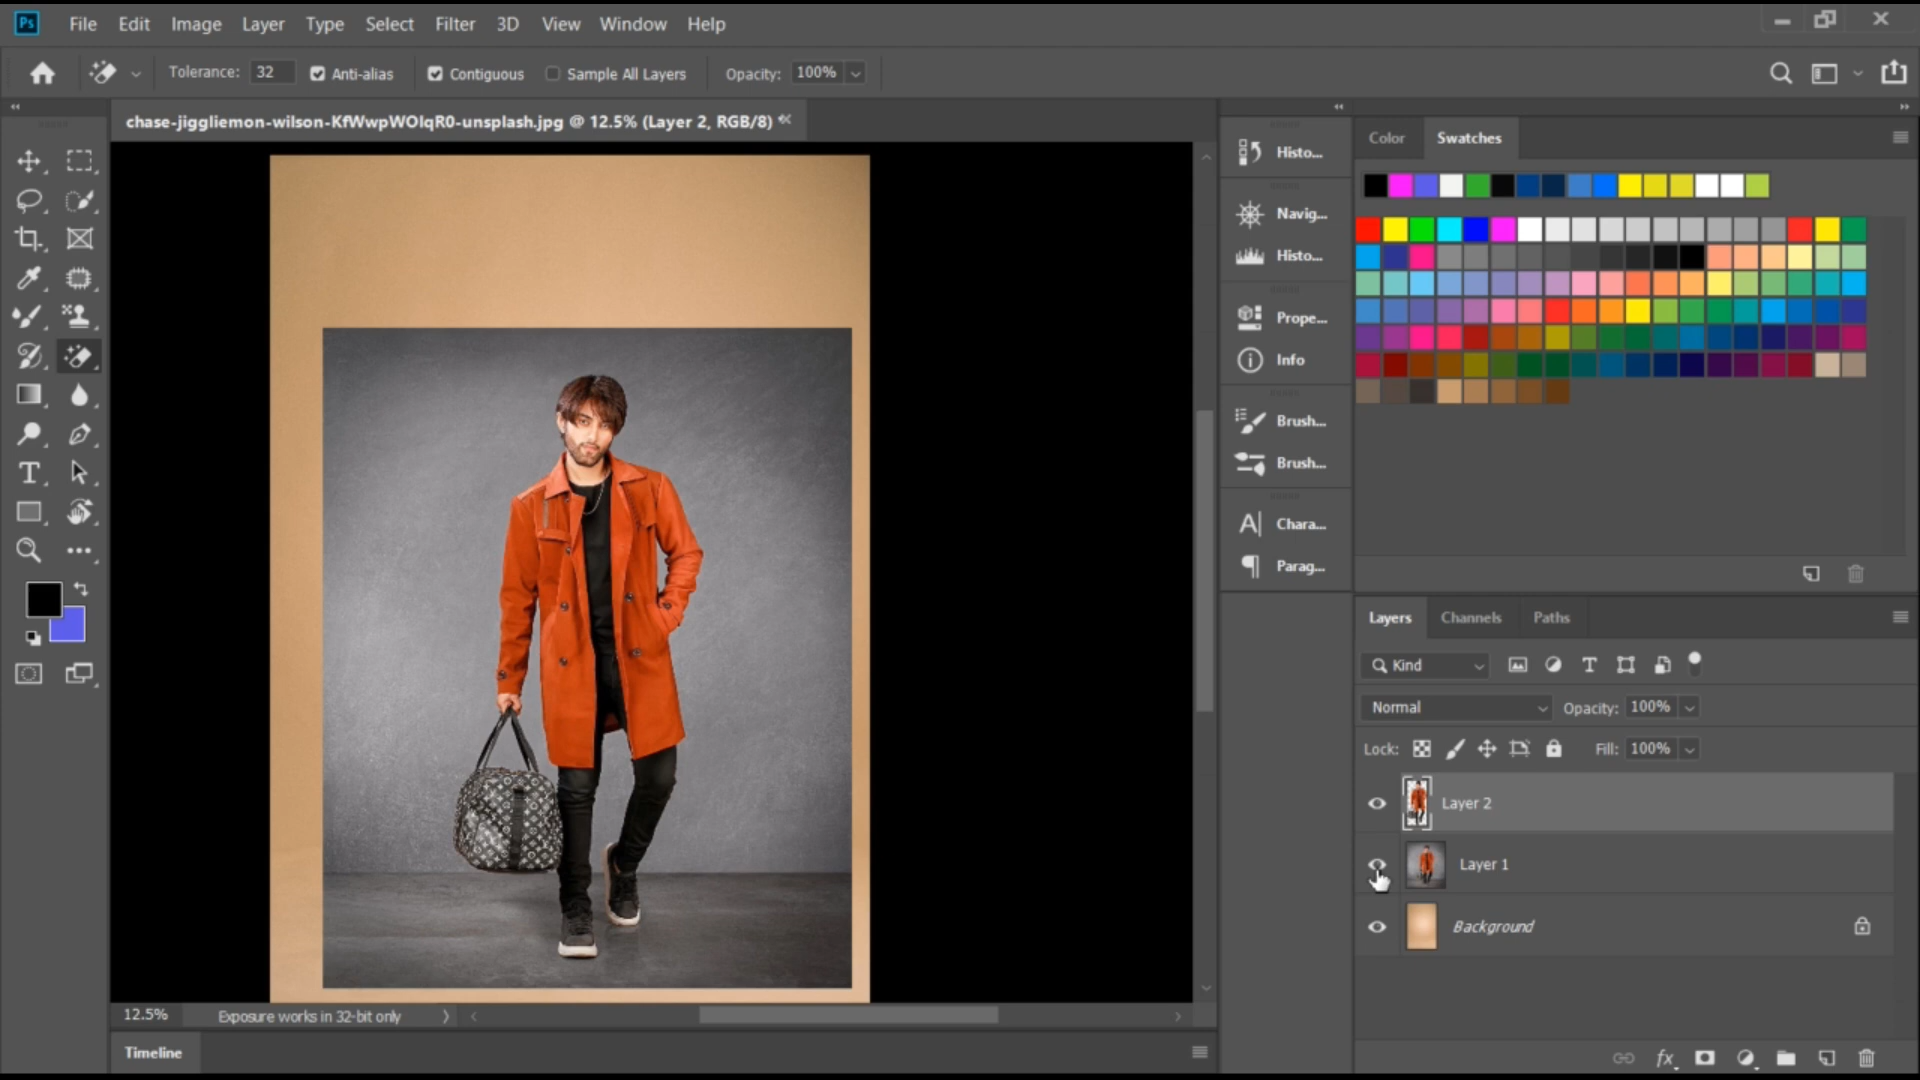 Ps File Edit Image Layer Type Select Filter 3D View Window Help
Tolerance: 32 Anti-alias Contiguous Sample All Layers Opacity: 100%
chase-jiggliemon-wilson-KfWwpWOlqR0-unsplash.jpg @ 12.5% (Layer 2, RGB/8)
Histo...
Navig...
Histo...
Prope...
Info
Brush...
Brush...
Chara...
Parag...
Color Swatches
Layers Channels Paths
Kind
Normal Opacity: 100%
Lock: Fill: 100%
Layer 2
Layer 1
Background
fx
12.5% Exposure works in 32-bit only
Timeline